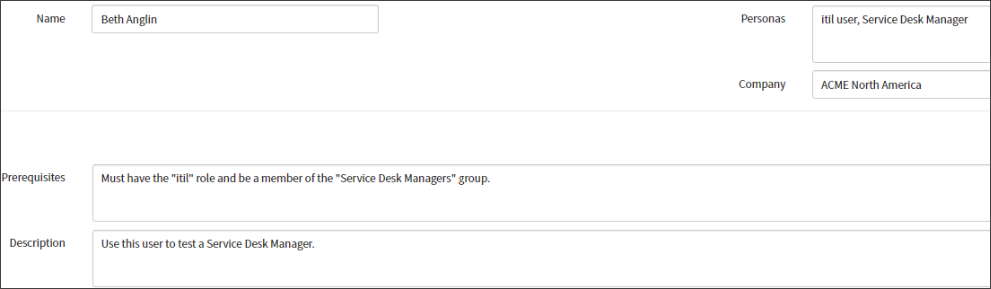 Name
Beth Anglin
Personas
itil user, Service Desk Manager
Company
ACME North America
Prerequisites
Must have the "itil" role and be a member of the "Service Desk Managers" group.
Description
Use this user to test a Service Desk Manager.